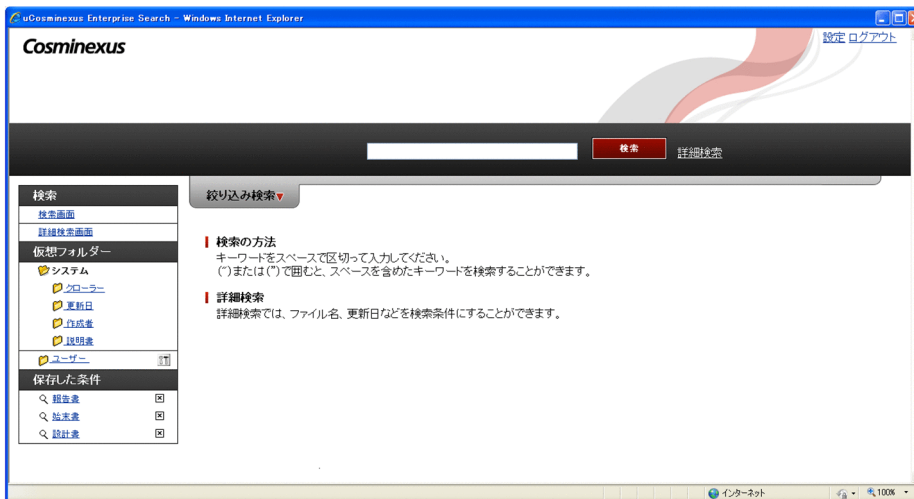 uCosminexus Enterprise Search - Windows Internet Explorer
Cosminexus
設定 ログアウト
検索
詳細検索
検索
検索画面
詳細検索画面
仮想フォルダー
システム
クローラー
更新日
作成者
説明書
ユーザー
保存した条件
報告書
始末書
設計書
絞り込み検索▼
検索の方法
キーワードをスペースで区切って入力してください。
(")または(")で囲むと、スペースを含めたキーワードを検索することができます。
詳細検索
詳細検索では、ファイル名、更新日などを検索条件にすることができます。
インターネット
100%